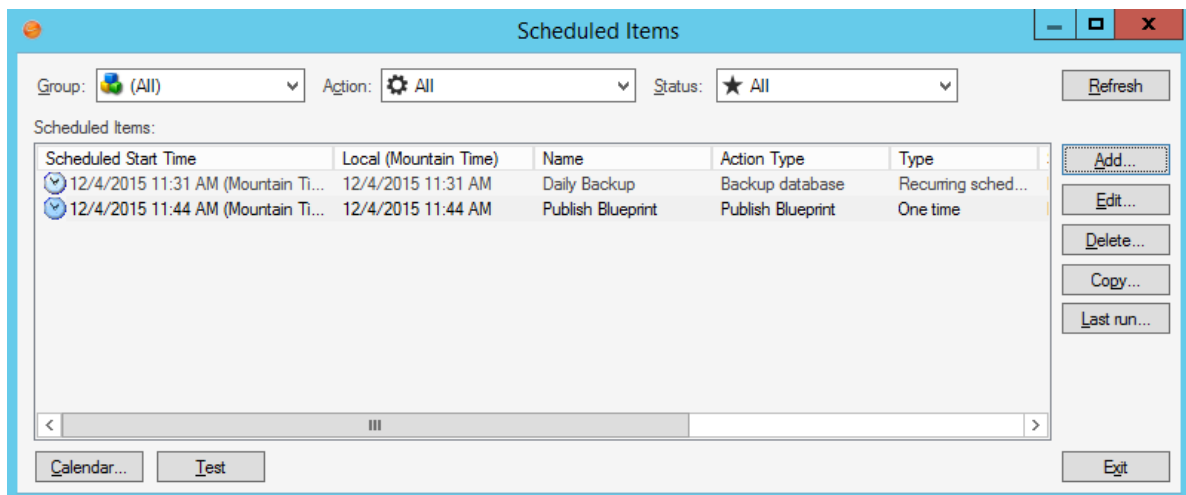 Scheduled Items
Group: (All) Action: All Status: All Refresh
Scheduled Items:
Scheduled Start Time Local (Mountain Time) Name Action Type Type
12/4/2015 11:31 AM (Mountain Ti... 12/4/2015 11:31 AM Daily Backup Backup database Recurring sched...
12/4/2015 11:44 AM (Mountain Ti... 12/4/2015 11:44 AM Publish Blueprint Publish Blueprint One time
Add...
Edit...
Delete...
Copy...
Last run...
Calendar... Test Exit